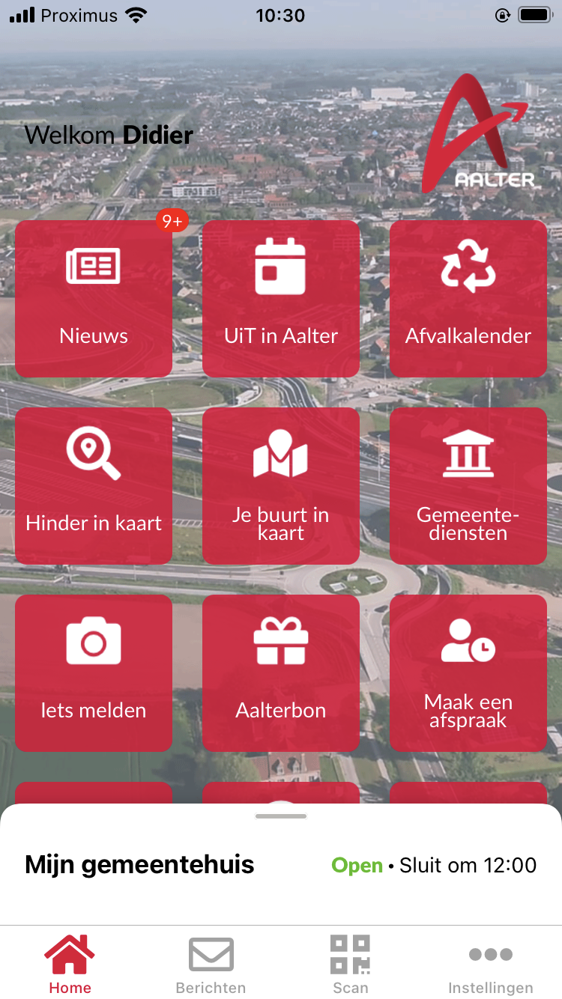 Proximus 10:30
Welkom Didier
AALTER
9+
Nieuws
UiT in Aalter
Afvalkalender
Hinder in kaart
Je buurt in
kaart
Gemeente-
diensten
Iets melden
Aalterbon
Maak een
afspraak
Mijn gemeentehuis
Open • Sluit om 12:00
Home
Berichten
Scan
Instellingen